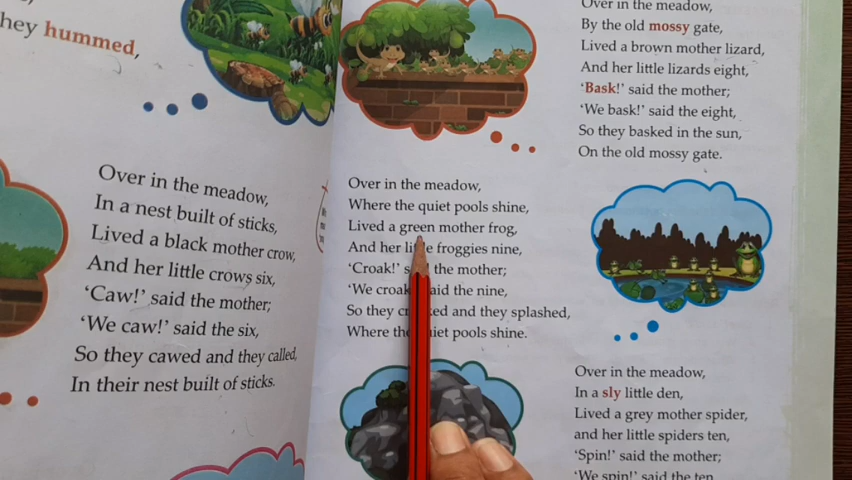 hey hummed,
Over in the meadow,
In a nest built of sticks,
Lived a black mother crow,
And her little crows six,
‘Caw!’ said the mother;
‘We caw!’ said the six,
So they cawed and they called,
In their nest built of sticks.
Over in the meadow,
By the old mossy gate,
Lived a brown mother lizard,
And her little lizards eight,
‘Bask!’ said the mother;
‘We bask!’ said the eight,
So they basked in the sun,
On the old mossy gate.
Over in the meadow,
Where the quiet pools shine,
Lived a green mother frog,
And her froggies nine,
‘Croak!’ the mother;
‘We said the nine,
So they and they splashed,
Where pools shine.
Over in the meadow,
In a sly little den,
Lived a grey mother spider,
and her little spiders ten,
‘Spin!’ said the mother;
‘We spin!’ said the ten